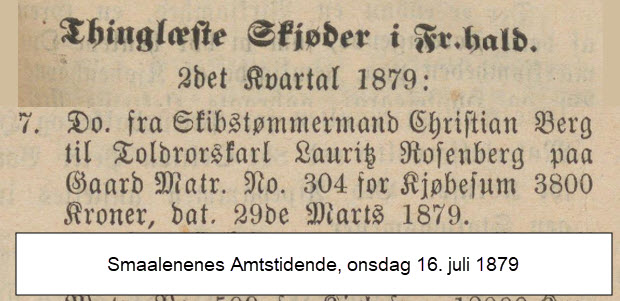 Thinglæste Skjøder i Fr.hald.
2det Kvartal 1879:
7. Do. fra Skibstømmermand Christian Berg
til Toldrorskarl Lauritz Rosenberg paa
Gaard Matr. No. 304 for Kjøbesum 3800
Kroner, dat. 29de Marts 1879.
Smaalenenes Amtstidende, onsdag 16. juli 1879